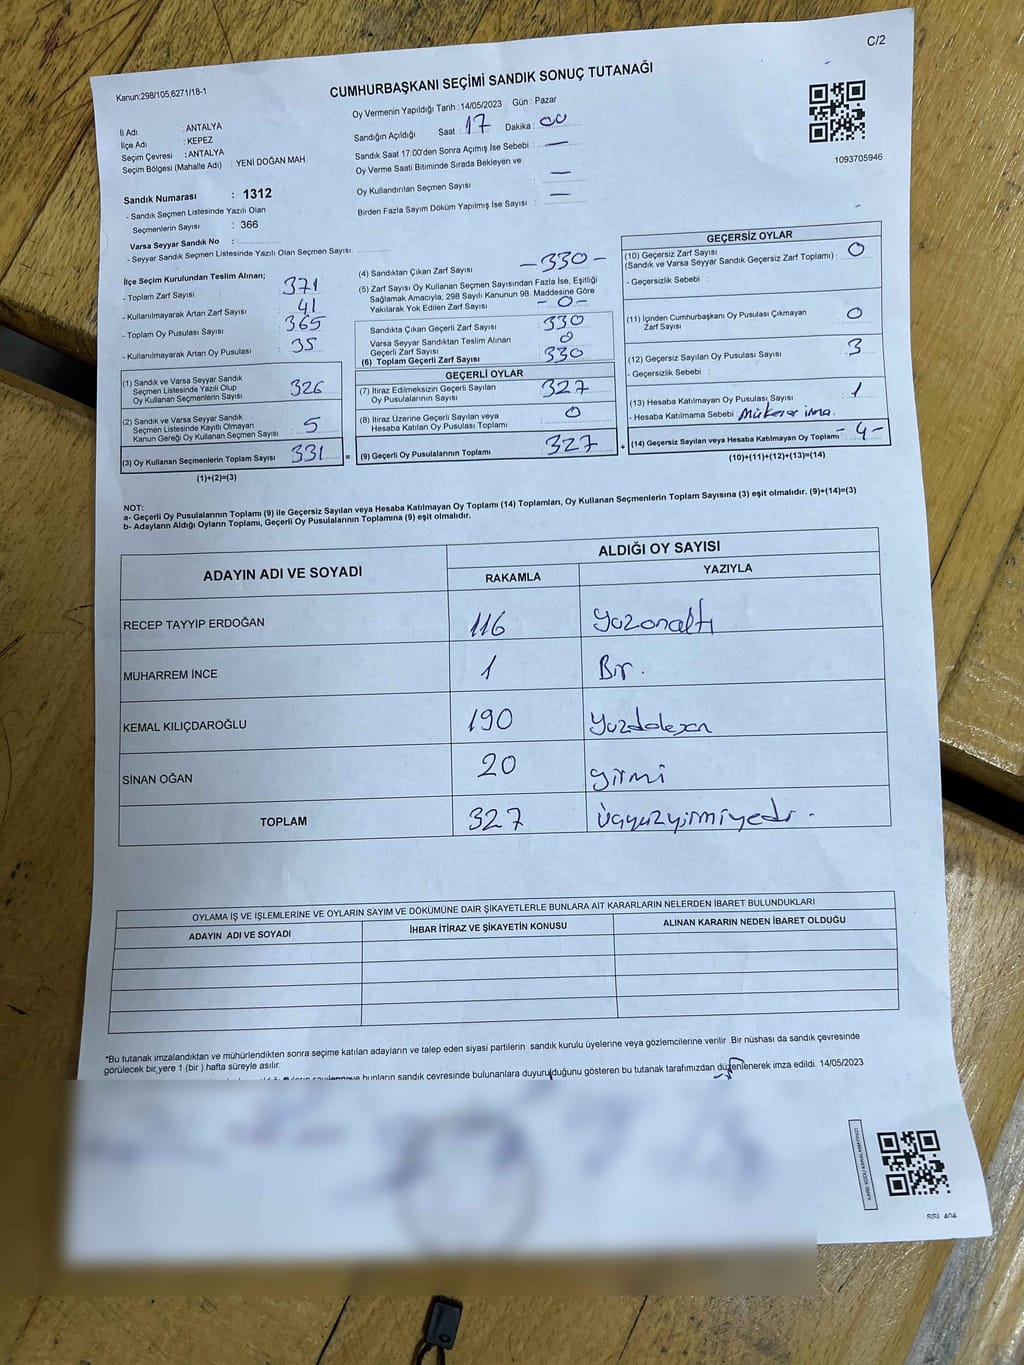 C/2
Kanun:298/105,6271/18-1
CUMHURBAŞKANI SEÇİMİ SANDIK SONUÇ TUTANAĞI
Oy Vermenin Yapıldığı Tarih :14/05/2023 Gün : Pazar
İl Adı : ANTALYA
İlçe Adı : KEPEZ
Seçim Çevresi : ANTALYA
Seçim Bölgesi (Mahalle Adı) : YENİ DOĞAN MAH.
Sandığın Açıldığı Saat : 17 Dakika : 00
Sandık Saat 17:00'den Sonra Açımış İse Sebebi : —
Oy Verme Saati Bitiminde Sırada Bekleyen ve
Oy Kullandırılan Seçmen Sayısı : —
Birden Fazla Sayım Döküm Yapılmış İse Sayısı : —
1093705946
Sandık Numarası : 1312
- Sandık Seçmen Listesinde Yazılı Olan
Seçmenlerin Sayısı : 366
Varsa Seyyar Sandık No :
- Seyyar Sandık Seçmen Listesinde Yazılı Olan Seçmen Sayısı:
İlçe Seçim Kurulundan Teslim Alınan;
- Toplam Zarf Sayısı 371
- Kullanılmayarak Artan Zarf Sayısı 41
- Toplam Oy Pusulası Sayısı 365
- Kullanılmayarak Artan Oy Pusulası 35
(1) Sandık ve Varsa Seyyar Sandık
Seçmen Listesinde Yazılı Olup
Oy Kullanan Seçmenlerin Sayısı 326
(2) Sandık ve Varsa Seyyar Sandık
Seçmen Listesinde Kayıtlı Olmayan
Kanun Gereği Oy Kullanan Seçmen Sayısı 5
(3) Oy Kullanan Seçmenlerin Toplam Sayısı 331 =
(1)+(2)=(3)
(4) Sandıktan Çıkan Zarf Sayısı - 330 -
(5) Zarf Sayısı Oy Kullanan Seçmen Sayısından Fazla İse, Eşitliği
Sağlamak Amacıyla; 298 Sayılı Kanunun 98. Maddesine Göre
Yakılarak Yok Edilen Zarf Sayısı - 0 -
Sandıkta Çıkan Geçerli Zarf Sayısı 330
Varsa Seyyar Sandıktan Teslim Alınan
Geçerli Zarf Sayısı 0
(6) Toplam Geçerli Zarf Sayısı 330
GEÇERLİ OYLAR
(7) İtiraz Edilmeksizin Geçerli Sayılan
Oy Pusulasının Sayısı 327
(8) İtiraz Üzerine Geçerli Sayılan veya
Hesaba Katılan Oy Pusulası Toplamı 0
(9) Geçerli Oy Pusulalarının Toplamı 327 +
GEÇERSİZ OYLAR
(10) Geçersiz Zarf Sayısı
(Sandık ve Varsa Seyyar Sandık Geçersiz Zarf Toplamı) : 0
- Geçersizlik Sebebi :
(11) İçinden Cumhurbaşkanı Oy Pusulası Çıkmayan
Zarf Sayısı 0
(12) Geçersiz Sayılan Oy Pusulası Sayısı 3
- Geçersizlik Sebebi :
(13) Hesaba Katılmayan Oy Pusulası Sayısı 1
- Hesaba Katılmama Sebebi : Mükerrer imza.
(14) Geçersiz Sayılan veya Hesaba Katılmayan Oy Toplamı - 4 -
(10)+(11)+(12)+(13)=(14)
NOT:
a- Geçerli Oy Pusulalarının Toplamı (9) ile Geçersiz Sayılan veya Hesaba Katılmayan Oy Toplamı (14) Toplamları, Oy Kullanan Seçmenlerin Toplam Sayısına (3) eşit olmalıdır. (9)+(14)=(3)
b- Adayların Aldığı Oyların Toplamı, Geçerli Oy Pusulalarının Toplamına (9) eşit olmalıdır.
ADAYIN ADI VE SOYADI ALDIĞI OY SAYISI
RAKAMLA YAZIYLA
RECEP TAYYİP ERDOĞAN 116 Yüzonaltı
MUHARREM İNCE 1 Bir.
KEMAL KILIÇDAROĞLU 190 Yüzdoksan
SİNAN OĞAN 20 Yirmi
TOPLAM 327 Üçyüzyirmiyedi.
OYLAMA İŞ VE İŞLEMLERİNE VE OYLARIN SAYIM VE DÖKÜMÜNE DAİR ŞİKAYETLERLE BUNLARA AİT KARARLARIN NELERDEN İBARET BULUNDUKLARI
ADAYIN ADI VE SOYADI İHBAR İTİRAZ VE ŞİKAYETİN KONUSU ALINAN KARARIN NEDEN İBARET OLDUĞU
*Bu tutanak imzalandıktan ve mühürlendikten sonra seçime katılan adayların ve talep eden siyasi partilerin sandık kurulu üyelerine veya gözlemcilerine verilir. Bir nüshası da sandık çevresinde
görülecek bir yere 1 (bir) hafta süreyle asılır.
bunların sandık çevresinde bulunanlara duyurulduğunu gösteren bu tutanak tarafımızdan düzenlenerek imza edildi. 14/05/2023